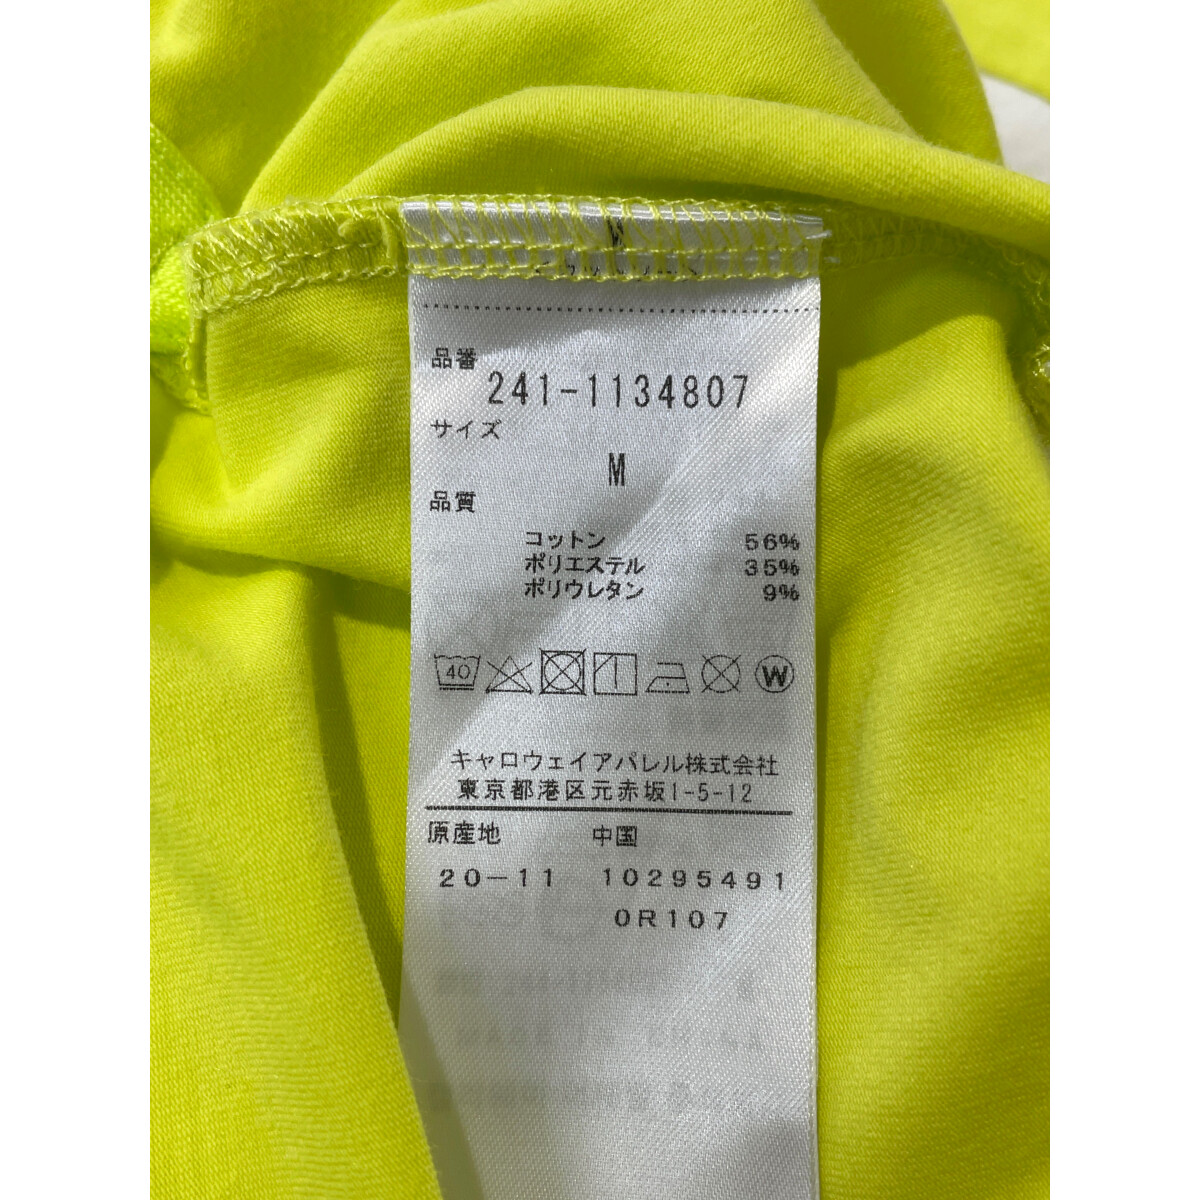 品番
241-1134807
サイズ
M
品質
コットン 56%
ポリエステル 35%
ポリウレタン 9%
40 W
キャロウェイアパレル株式会社
東京都港区元赤坂1-5-12
原産地 中国
20-11 10295491
0R107